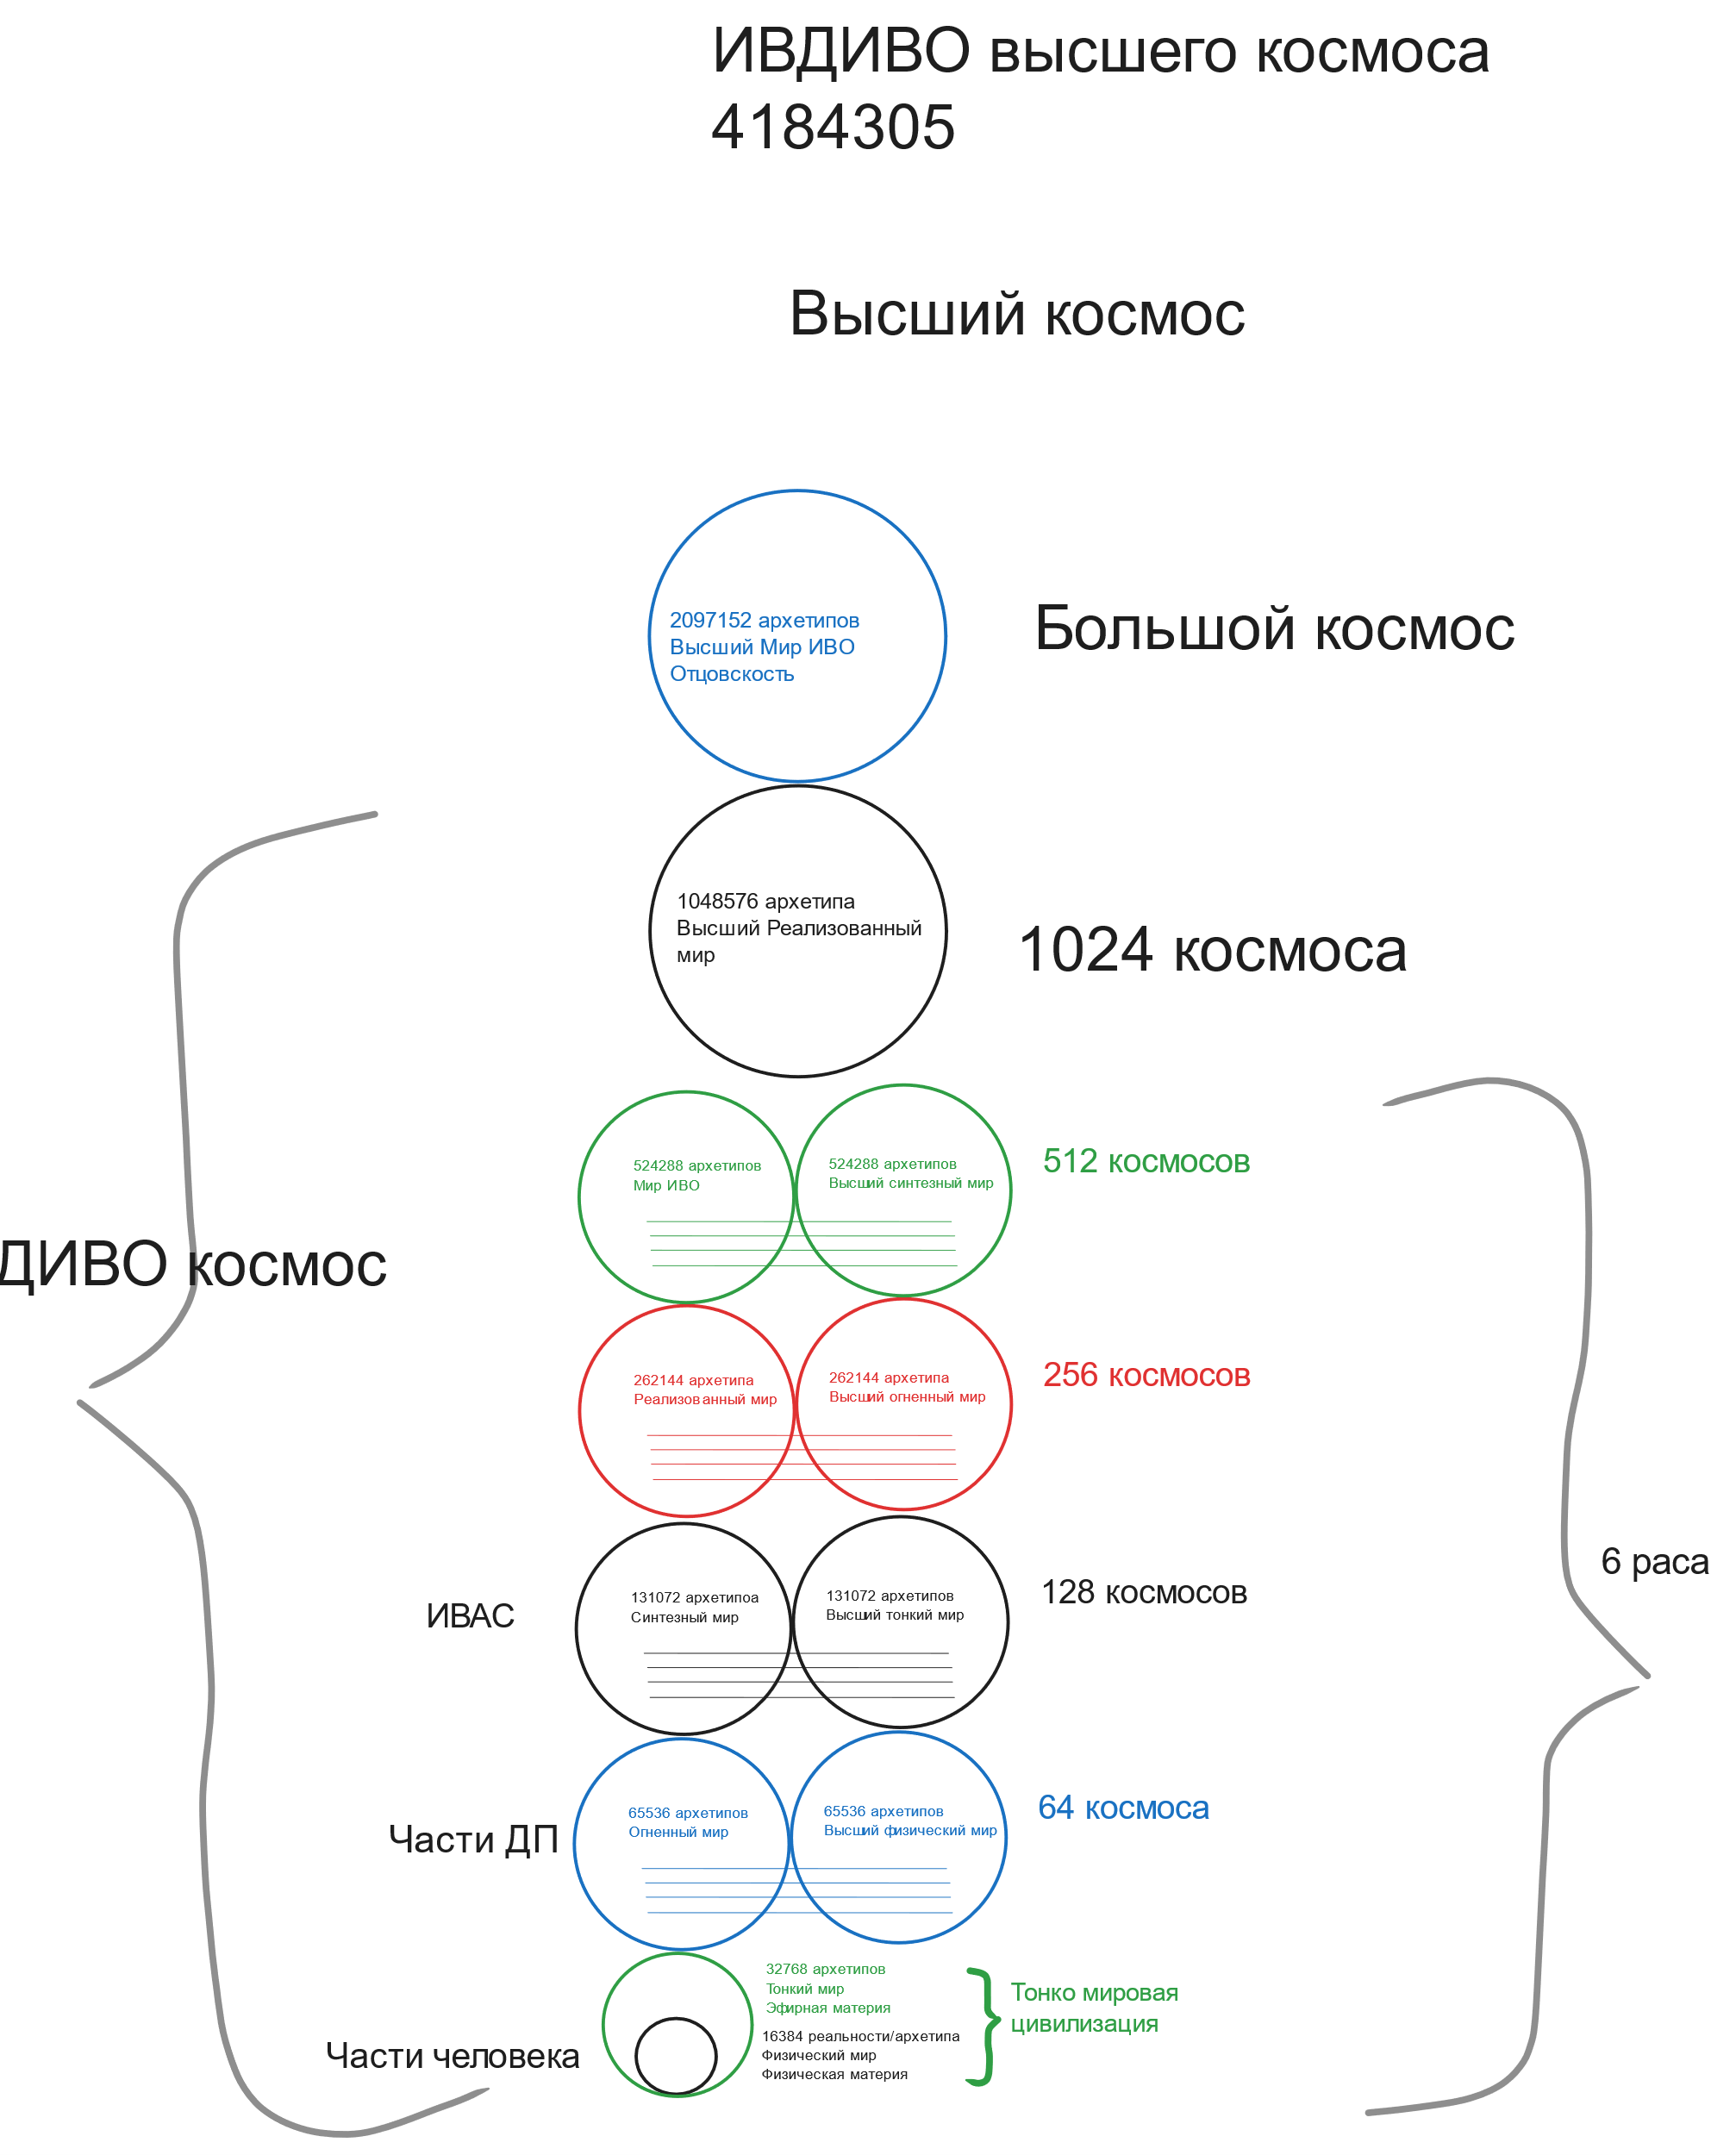 ИВДИВО высшего космоса
4184305
Высший космос
2097152 архетипов
Высший Мир ИВО
Отцовскость
Большой космос
1048576 архетипа
Высший Реализованный
мир
1024 космоса
524288 архетипов
Мир ИВО
524288 архетипов
Высший синтезный мир
512 космосов
ДИВО космос
262144 архетипа
Реализованный мир
262144 архетипа
Высший огненный мир
256 космосов
6 раса
ИВАС
131072 архетипоа
Синтезный мир
131072 архетипов
Высший тонкий мир
128 космосов
Части ДП
65536 архетипов
Огненный мир
65536 архетипов
Высший физический мир
64 космоса
32768 архетипов
Тонкий мир
Эфирная материя
Тонко мировая
цивилизация
Части человека
16384 реальности/архетипа
Физический мир
Физическая материя